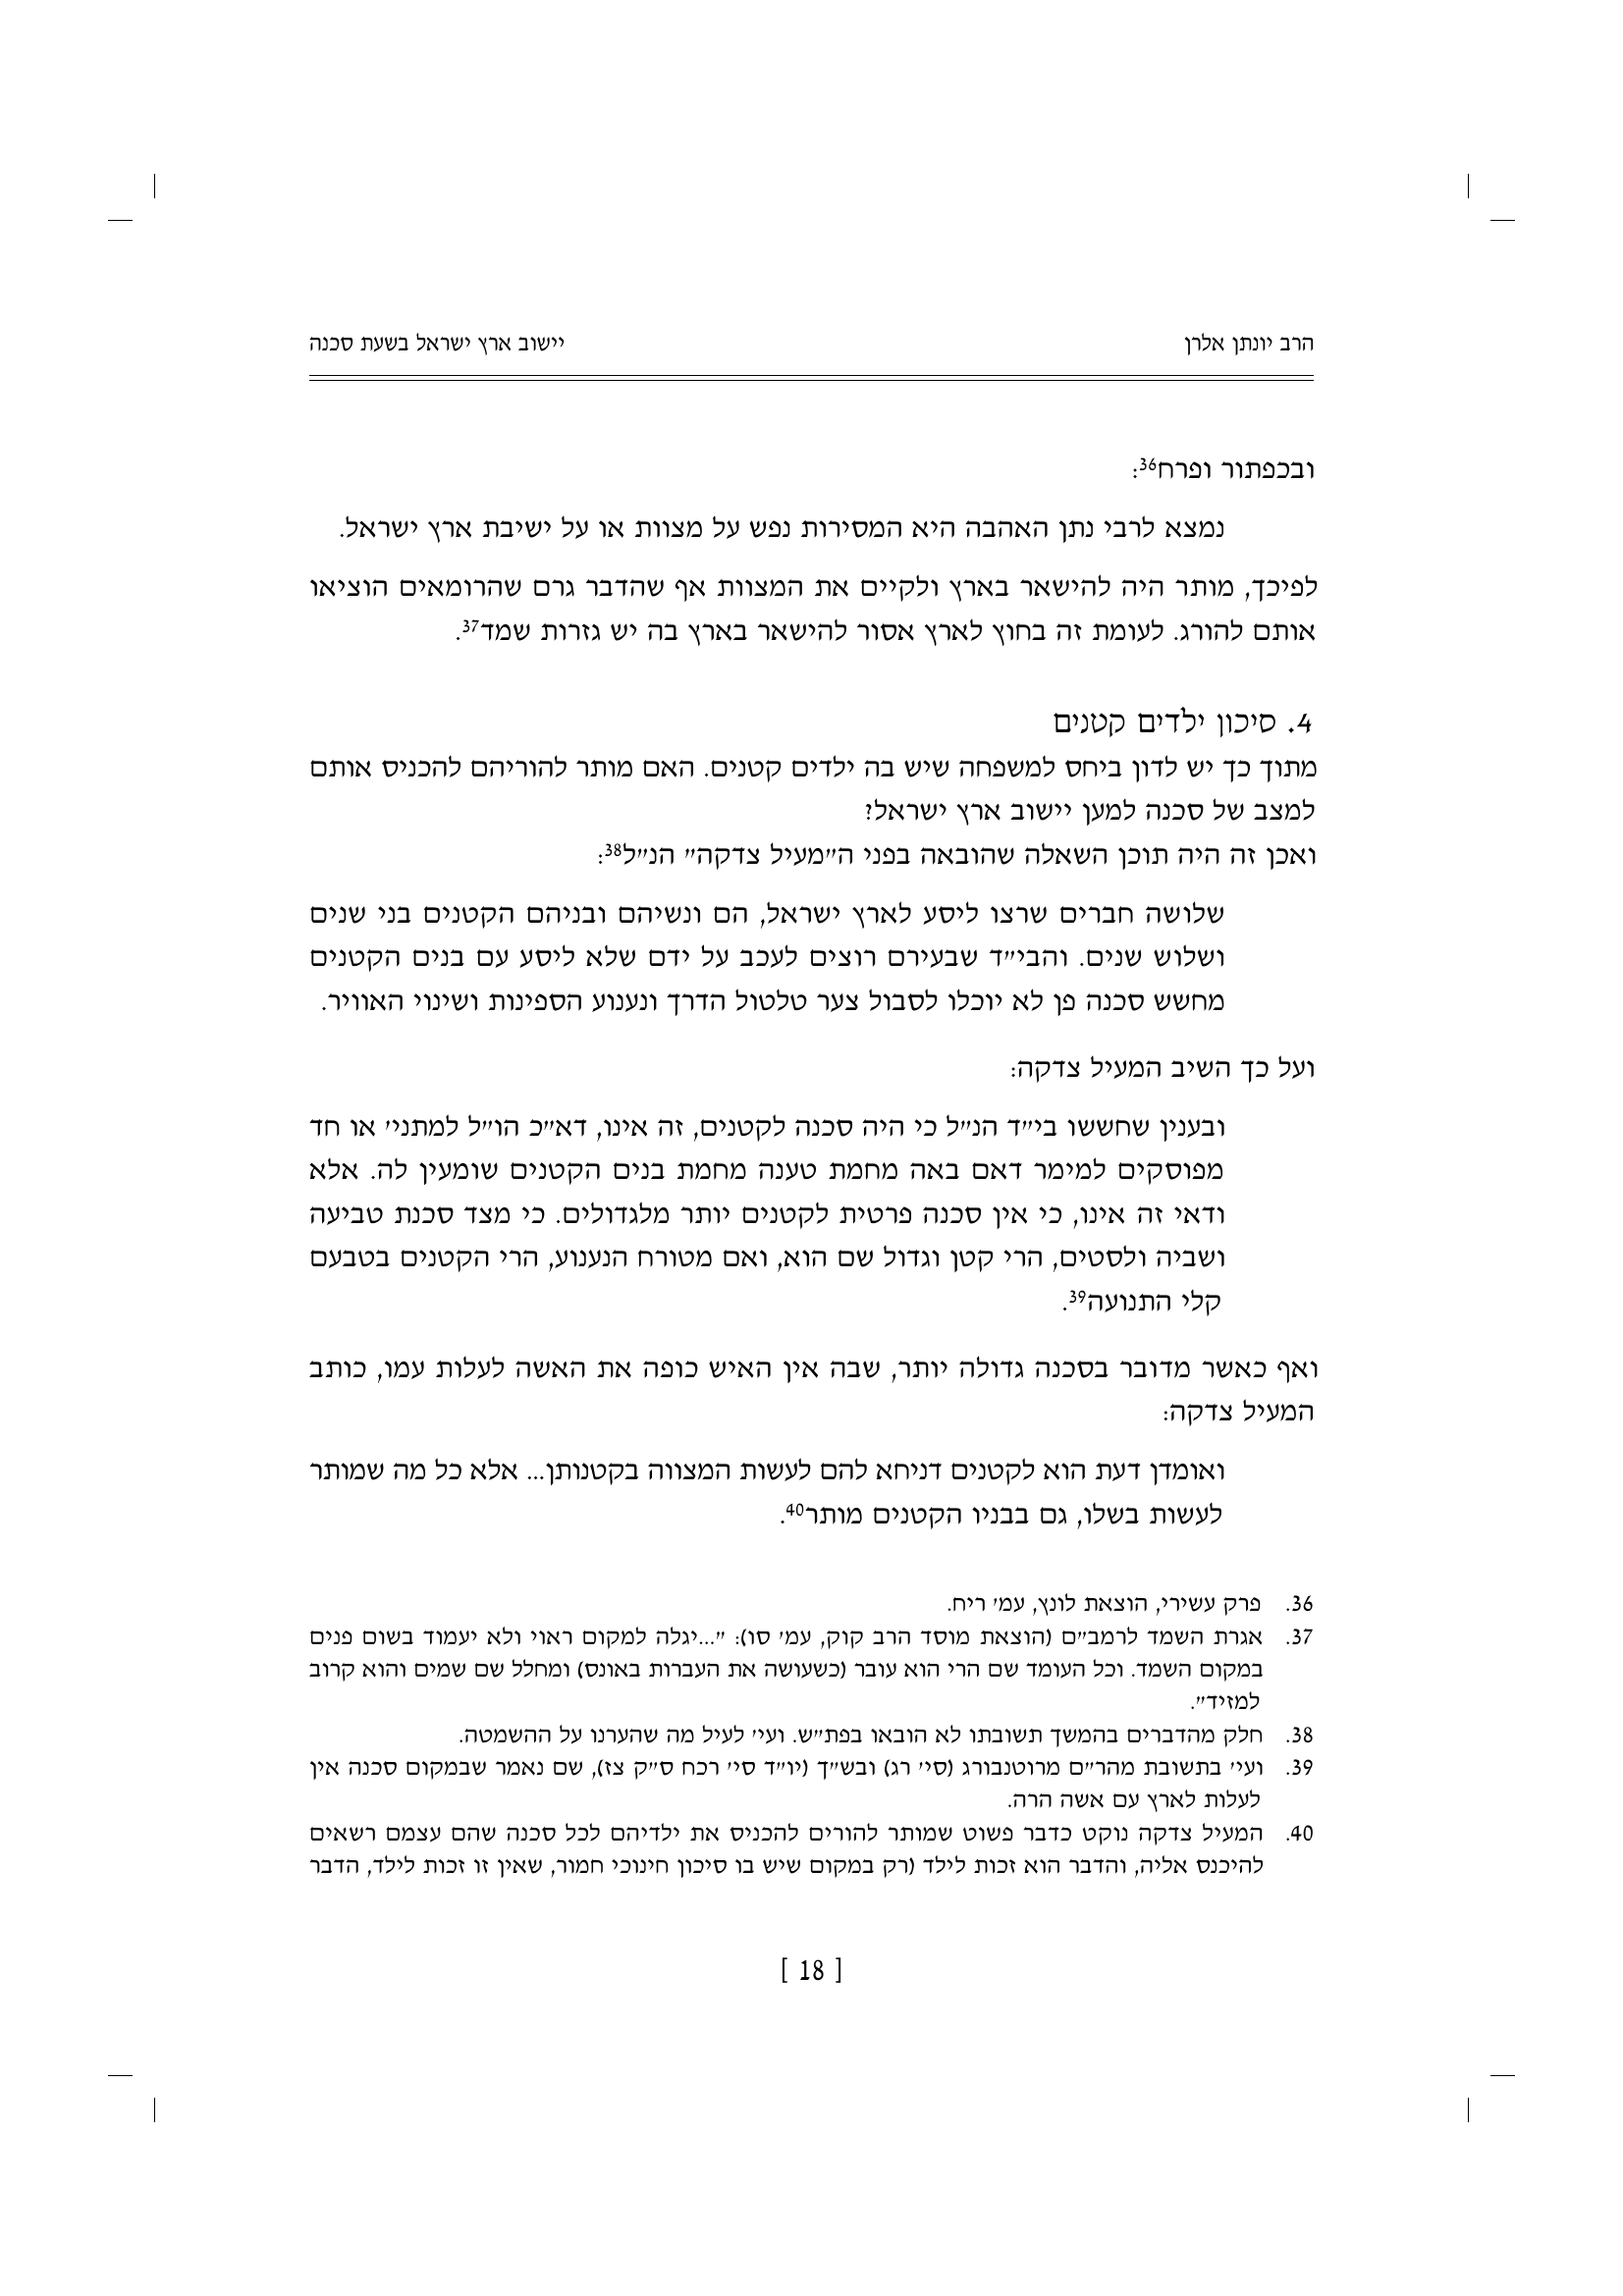 הרב יונתן אלרן
יישוב ארץ ישראל בשעת סכנה
ובכפתור ופרח36:
נמצא לרבי נתן האהבה היא המסירות נפש על מצוות או על ישיבת ארץ ישראל.
לפיכך, מותר היה להישאר בארץ ולקיים את המצוות אף שהדבר גרם שהרומאים הוציאו
אותם להורג. לעומת זה בחוץ לארץ אסור להישאר בארץ בה יש גזרות שמד37.
4. סיכון ילדים קטנים
מתוך כך יש לדון ביחס למשפחה שיש בה ילדים קטנים. האם מותר להוריהם להכניס אותם
למצב של סכנה למען יישוב ארץ ישראל?
ואכן זה היה תוכן השאלה שהובאה בפני ה״מעיל צדקה״ הנ״ל38:
שלושה חברים שרצו ליסע לארץ ישראל, הם ונשיהם ובניהם הקטנים בני שנים
ושלוש שנים. והבי״ד שבעירם רוצים לעכב על ידם שלא ליסע עם בנים הקטנים
מחשש סכנה פן לא יוכלו לסבול צער טלטול הדרך ונענוע הספינות ושינוי האוויר.
ועל כך השיב המעיל צדקה:
ובענין שחששו בי״ד הנ״ל כי היה סכנה לקטנים, זה אינו, דא״כ הו״ל למתני׳ או חד
מפוסקים למימר דאם באה מחמת טענה מחמת בנים הקטנים שומעין לה. אלא
ודאי זה אינו, כי אין סכנה פרטית לקטנים יותר מלגדולים. כי מצד סכנת טביעה
ושביה ולסטים, הרי קטן וגדול שם הוא, ואם מטורח הנענוע, הרי הקטנים בטבעם
קלי התנועה39.
ואף כאשר מדובר בסכנה גדולה יותר, שבה אין האיש כופה את האשה לעלות עמו, כותב
המעיל צדקה:
ואומדן דעת הוא לקטנים דניחא להם לעשות המצווה בקטנותן... אלא כל מה שמותר
לעשות בשלו, גם בבניו הקטנים מותר40.
36. פרק עשירי, הוצאת לונץ, עמ׳ ריח.
37. אגרת השמד לרמב״ם (הוצאת מוסד הרב קוק, עמ׳ סו): ״...יגלה למקום ראוי ולא יעמוד בשום פנים
במקום השמד. וכל העומד שם הרי הוא עובר (כשעושה את העברות באונס) ומחלל שם שמים והוא קרוב
למזיד״.
38. חלק מהדברים בהמשך תשובתו לא הובאו בפת״ש. ועי׳ לעיל מה שהערנו על ההשמטה.
39. ועי׳ בתשובת מהר״ם מרוטנבורג (סי׳ רג) ובש״ך (יו״ד סי׳ רכח ס״ק צז), שם נאמר שבמקום סכנה אין
לעלות לארץ עם אשה הרה.
40. המעיל צדקה נוקט כדבר פשוט שמותר להורים להכניס את ילדיהם לכל סכנה שהם עצמם רשאים
להיכנס אליה, והדבר הוא זכות לילד (רק במקום שיש בו סיכון חינוכי חמור, שאין זו זכות לילד, הדבר
[ 18 ]